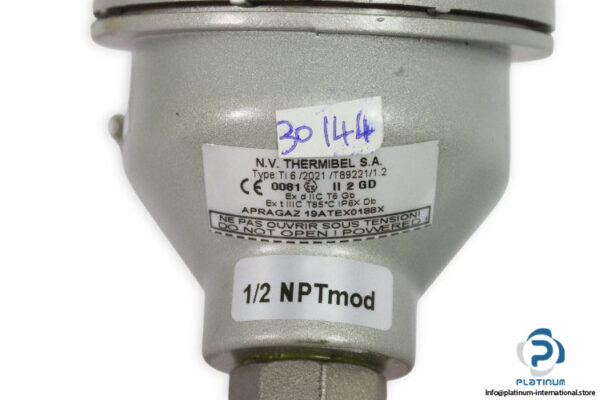 30144
N.V. THERMIBEL S.A.
Type: Ti 6 /2021 /T89221/1.2
CE 0081 Ex II 2 GD
Ex d IIC T6 Gb
Ex t IIIC T85°C IP6X Db
APRAGAZ 19ATEX0188X
NE PAS OUVRIR SOUS TENSION!
DO NOT OPEN I POWERED!
1/2 NPTmod
PLATINUM
info@platinum-international.store